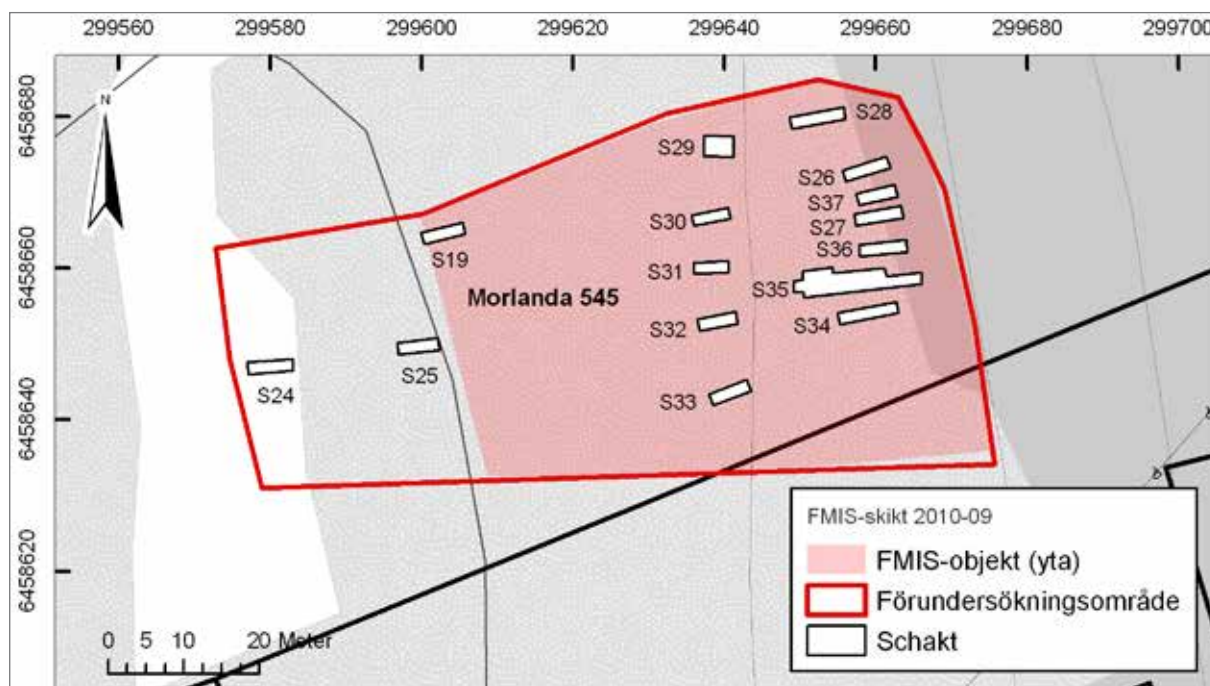 299560 299580 299600 299620 299640 299660 299680 299700
6458680
6458660
6458640
6458620
N
S28
S29
S26
S37
S30
S27
S19
S36
S31
S35
Morlanda 545
S32
S34
S25
S24
S33
FMIS-skikt 2010-09
FMIS-objekt (yta)
Förundersökningsområde
Schakt
0 5 10 20 Meter